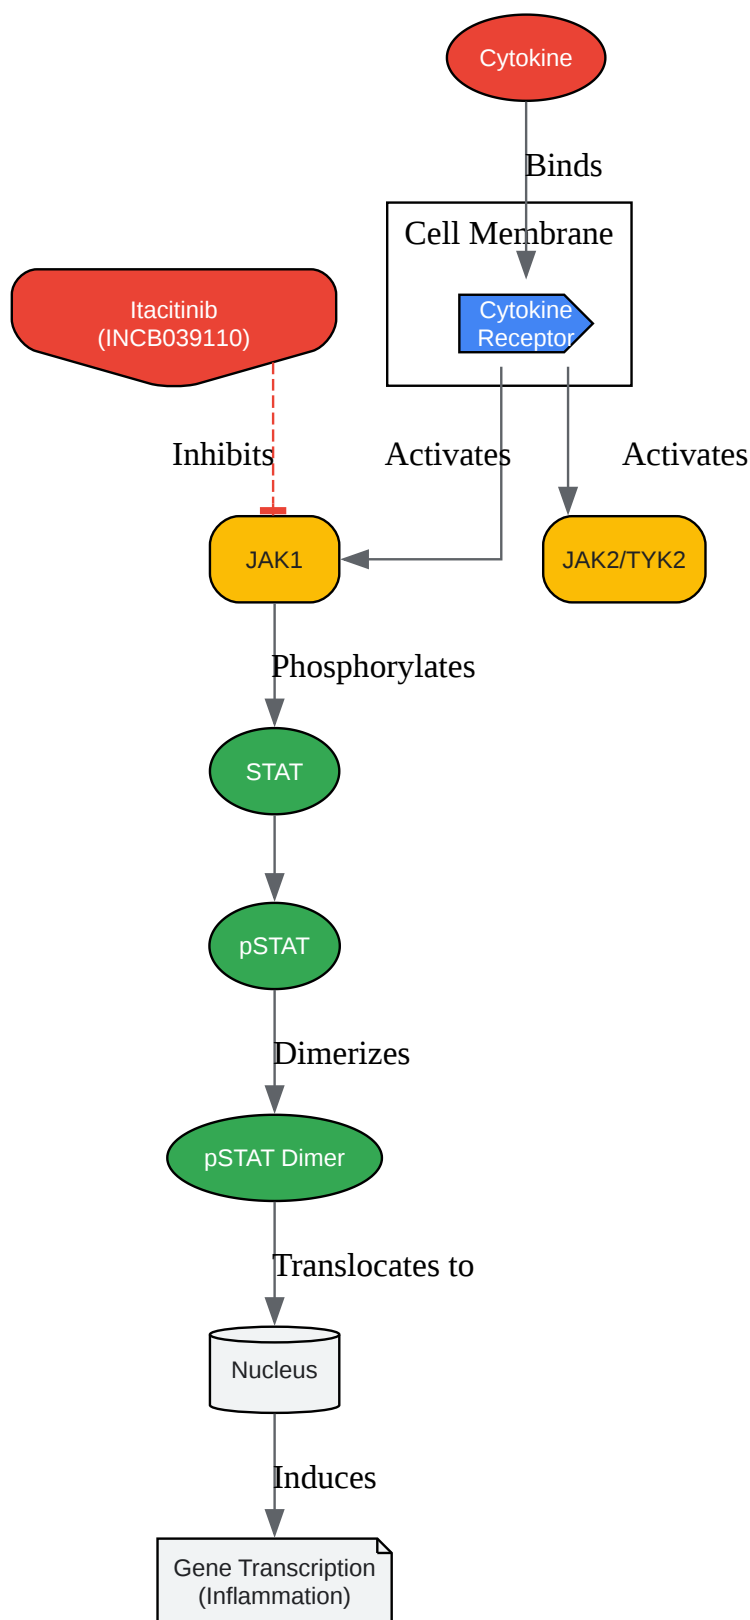 Cytokine
Binds
Cell Membrane
Itacitinib
(INCB039110)
Cytokine
Receptor
Inhibits
Activates
Activates
JAK1
JAK2/TYK2
Phosphorylates
STAT
pSTAT
Dimerizes
pSTAT Dimer
Translocates to
Nucleus
Induces
Gene Transcription
(Inflammation)